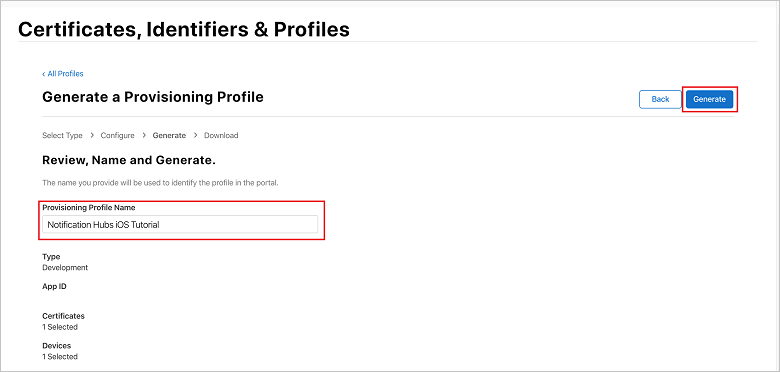 Certificates, Identifiers & Profiles
‹ All Profiles
Generate a Provisioning Profile
Back
Generate
Select Type > Configure > Generate > Download
Review, Name and Generate.
The name you provide will be used to identify the profile in the portal.
Provisioning Profile Name
Notification Hubs iOS Tutorial
Type
Development
App ID
Certificates
1 Selected
Devices
1 Selected